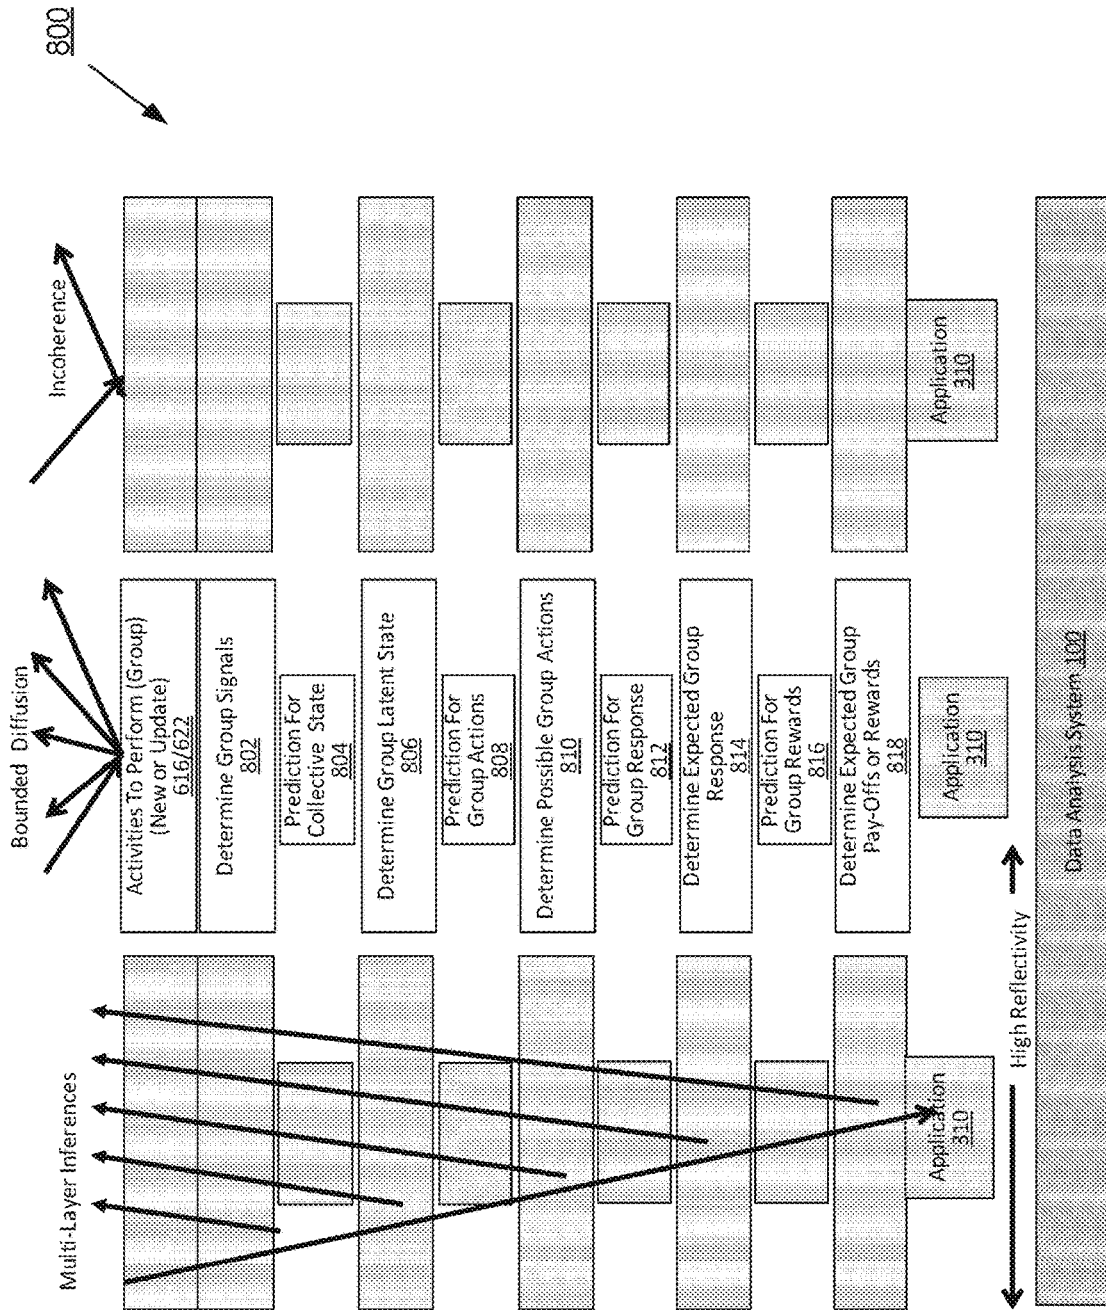 800
Multi-Layer Inferences
Bounded Diffusion
Incoherence
Activities To Perform (Group)
(New or Update)
616/622
Determine Group Signals
802
Prediction For
Collective State
804
Determine Group Latent State
806
Prediction For
Group Actions
808
Determine Possible Group Actions
810
Prediction For
Group Response
812
Determine Expected Group
Response
814
Prediction For
Group Rewards
816
Determine Expected Group
Pay-Offs or Rewards
818
Application
310
Application
310
Application
310
High Reflectivity
Data Analysis System 100